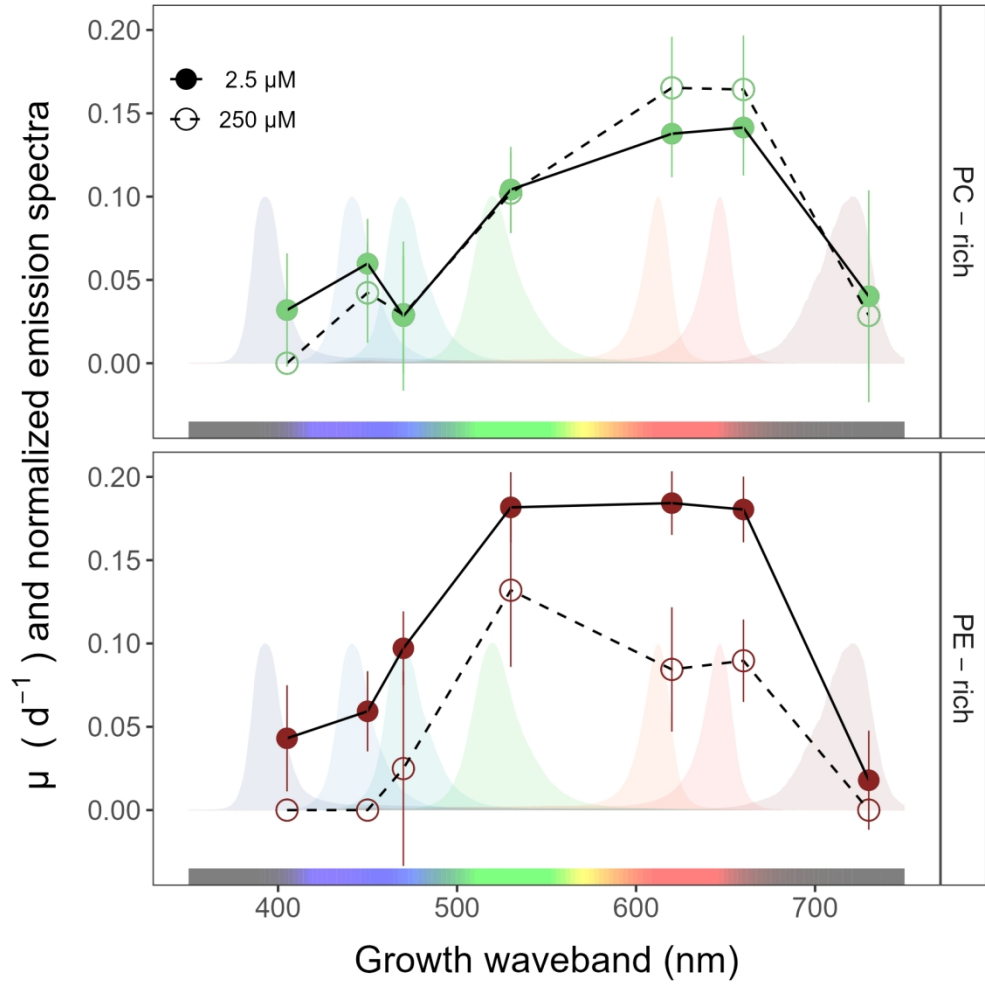 μ ( d⁻¹ ) and normalized emission spectra
0.20
0.15
0.10
0.05
0.00
2.5 μM
250 μM
PC – rich
0.20
0.15
0.10
0.05
0.00
PE – rich
400 500 600 700
Growth waveband (nm)